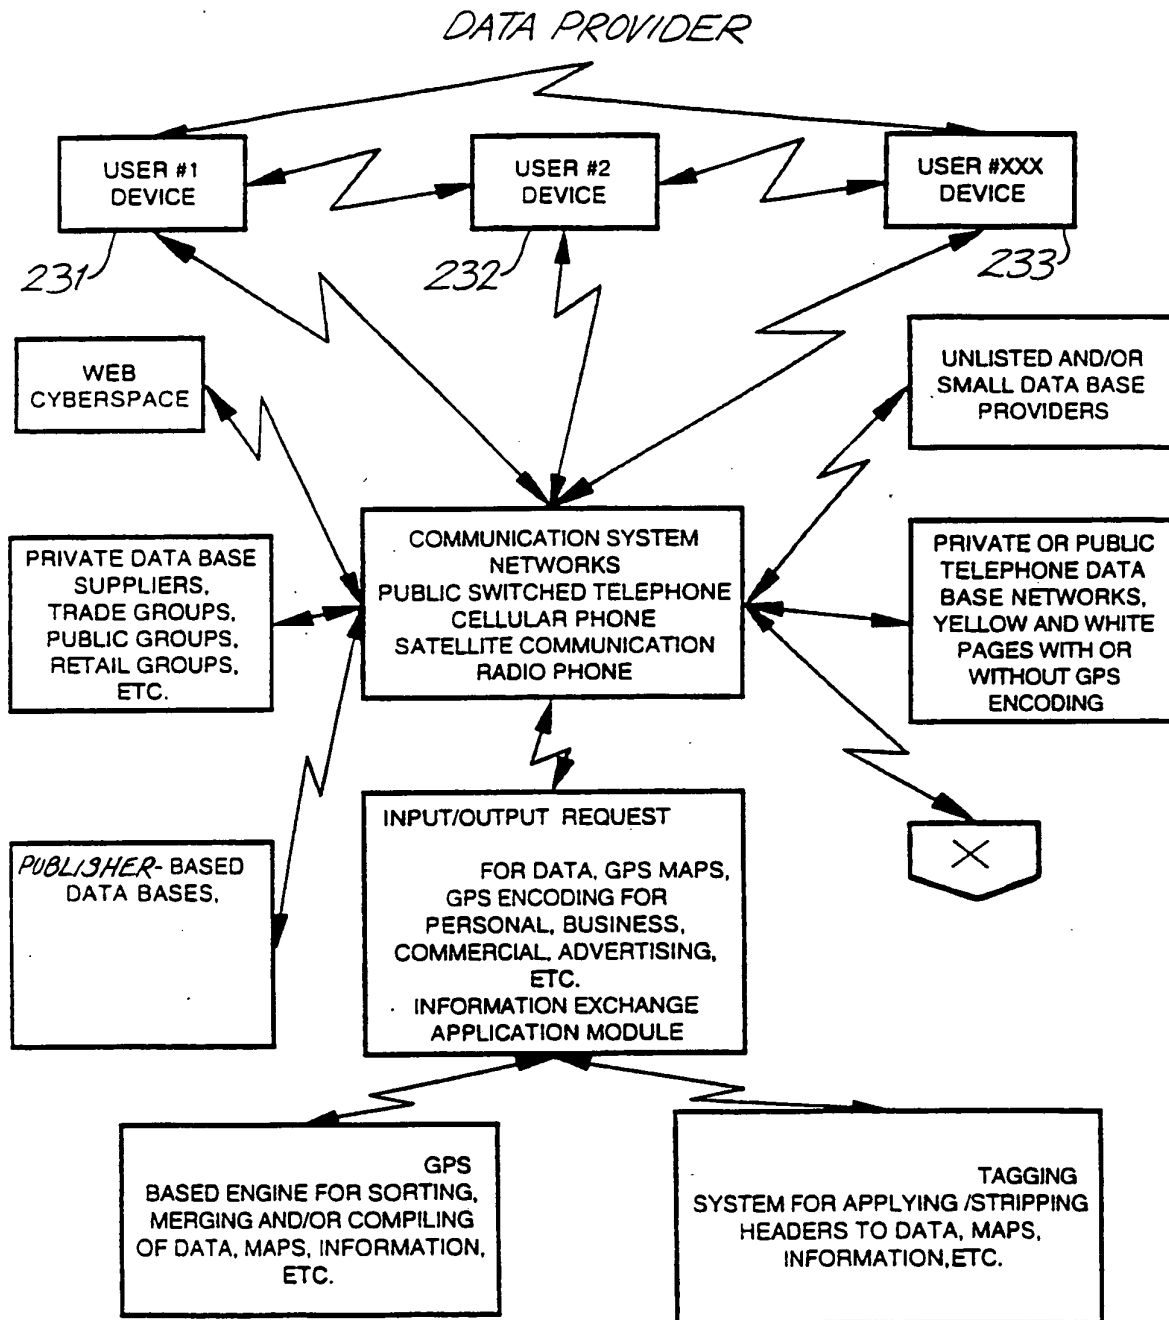 DATA PROVIDER
USER #1
DEVICE
USER #2
DEVICE
USER #XXX
DEVICE
231
232
233
WEB
CYBERSPACE
UNLISTED AND/OR
SMALL DATA BASE
PROVIDERS
COMMUNICATION SYSTEM
NETWORKS
PUBLIC SWITCHED TELEPHONE
CELLULAR PHONE
SATELLITE COMMUNICATION
RADIO PHONE
PRIVATE DATA BASE
SUPPLIERS,
TRADE GROUPS,
PUBLIC GROUPS,
RETAIL GROUPS,
ETC.
PRIVATE OR PUBLIC
TELEPHONE DATA
BASE NETWORKS,
YELLOW AND WHITE
PAGES WITH OR
WITHOUT GPS
ENCODING
INPUT/OUTPUT REQUEST
FOR DATA, GPS MAPS,
GPS ENCODING FOR
PERSONAL, BUSINESS,
COMMERCIAL, ADVERTISING,
ETC.
INFORMATION EXCHANGE
APPLICATION MODULE
X
PUBLISHER- BASED
DATA BASES,
GPS
BASED ENGINE FOR SORTING,
MERGING AND/OR COMPILING
OF DATA, MAPS, INFORMATION,
ETC.
TAGGING
SYSTEM FOR APPLYING /STRIPPING
HEADERS TO DATA, MAPS,
INFORMATION,ETC.